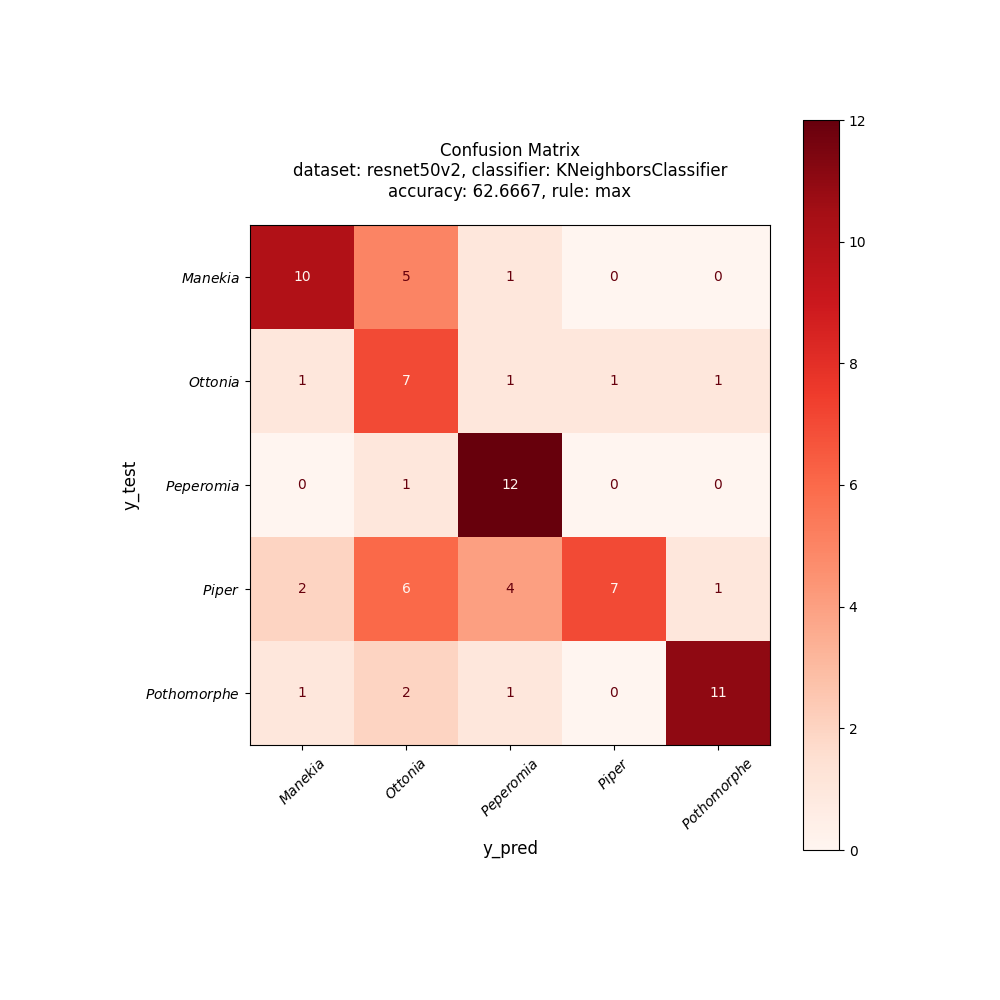 Confusion Matrix
dataset: resnet50v2, classifier: KNeighborsClassifier
accuracy: 62.6667, rule: max
y_test
Manekia 10 5 1 0 0
Ottonia 1 7 1 1 1
Peperomia 0 1 12 0 0
Piper 2 6 4 7 1
Pothomorphe 1 2 1 0 11
Manekia Ottonia Peperomia Piper Pothomorphe
y_pred
12
10
8
6
4
2
0